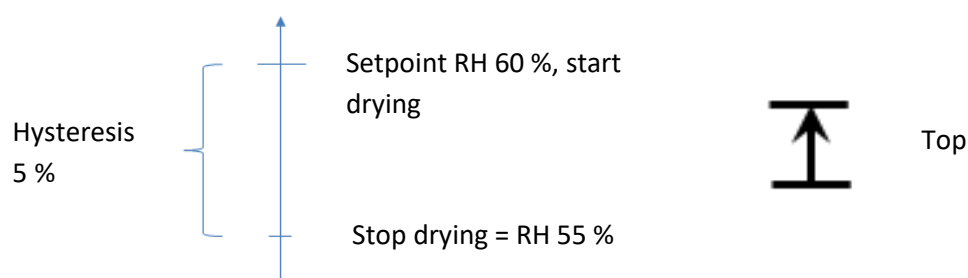 Setpoint RH 60 %, start
drying
Hysteresis
5 %
Top
Stop drying = RH 55 %